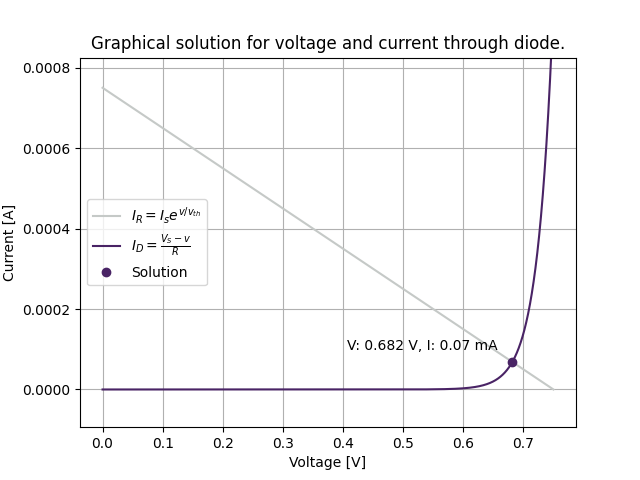 Graphical solution for voltage and current through diode.
0.0008
0.0006
0.0004
0.0002
0.0000
Current [A]
I_R = I_s e^{v/v_{th}}
I_D = \frac{V_s - v}{R}
Solution
V: 0.682 V, I: 0.07 mA
0.0 0.1 0.2 0.3 0.4 0.5 0.6 0.7
Voltage [V]